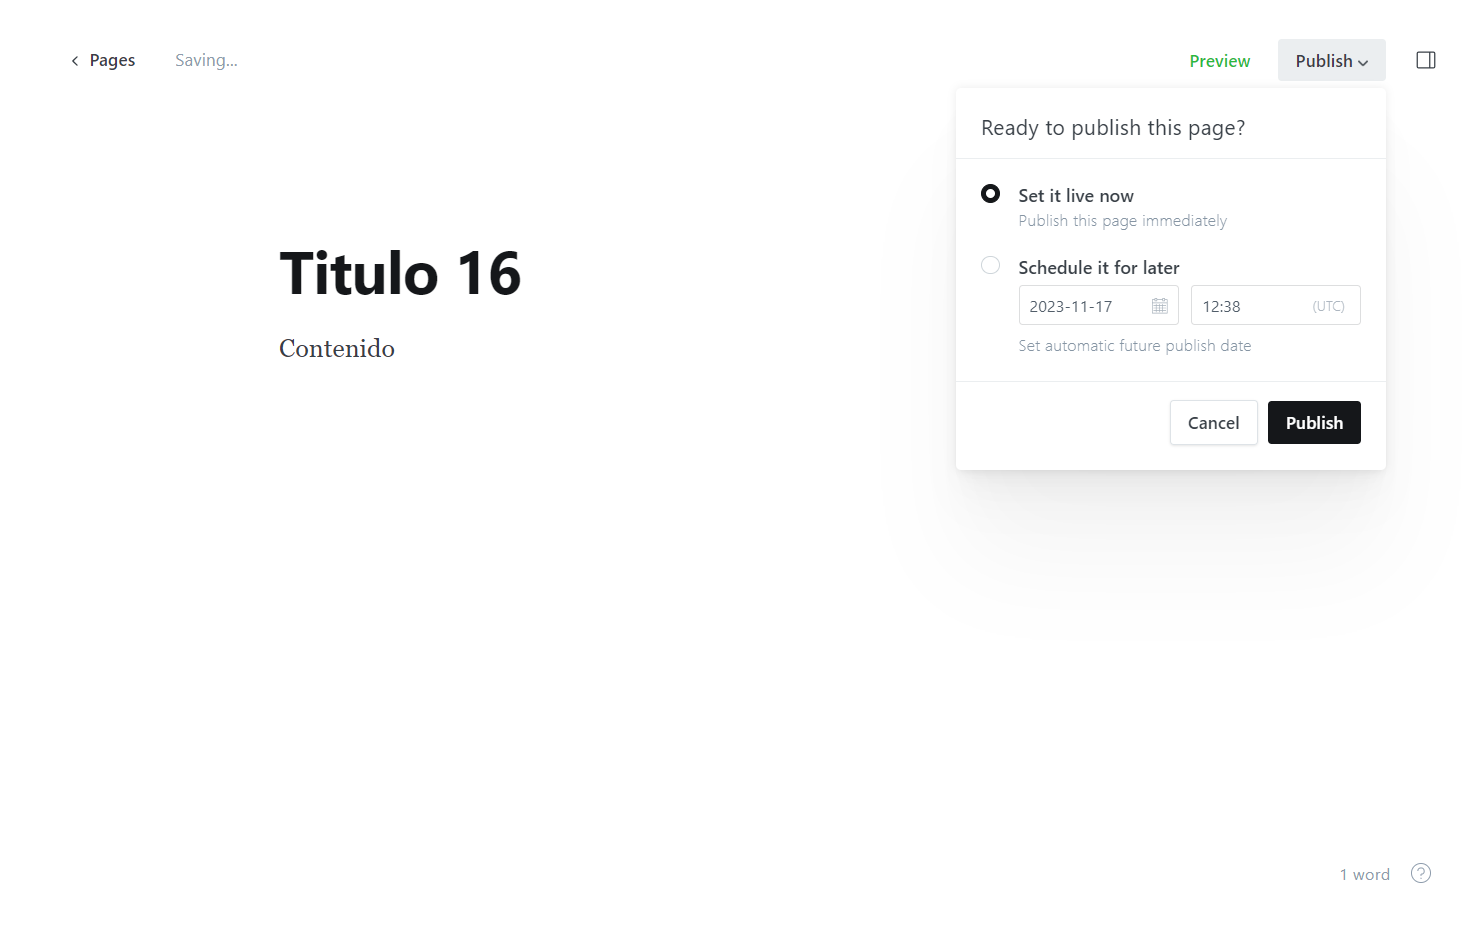 Pages
Saving...
Preview
Publish
Ready to publish this page?
Set it live now
Publish this page immediately
Schedule it for later
2023-11-17
12:38
(UTC)
Set automatic future publish date
Cancel
Publish
Titulo 16
Contenido
1 word
?